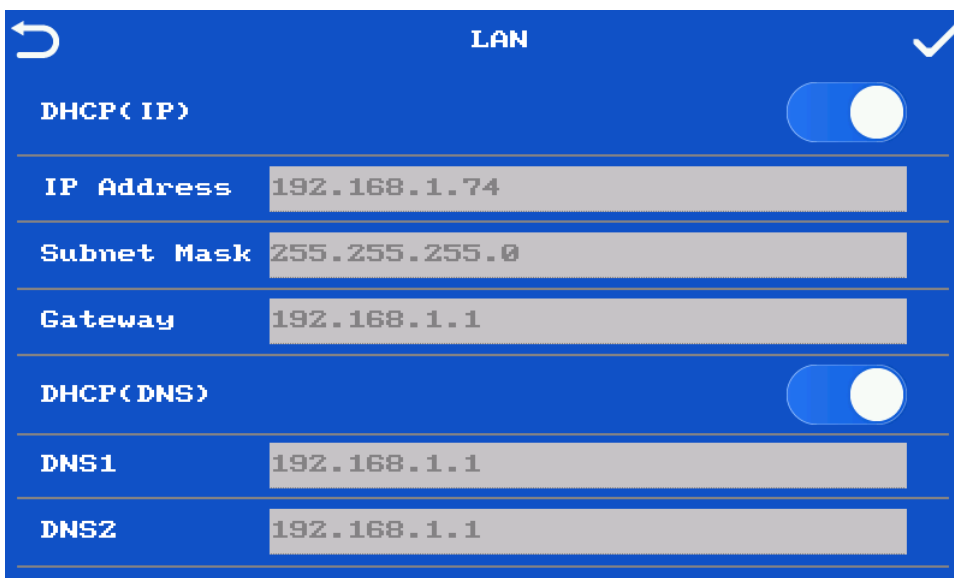 LAN
DHCP(IP)
IP Address 192.168.1.74
Subnet Mask 255.255.255.0
Gateway 192.168.1.1
DHCP(DNS)
DNS1 192.168.1.1
DNS2 192.168.1.1